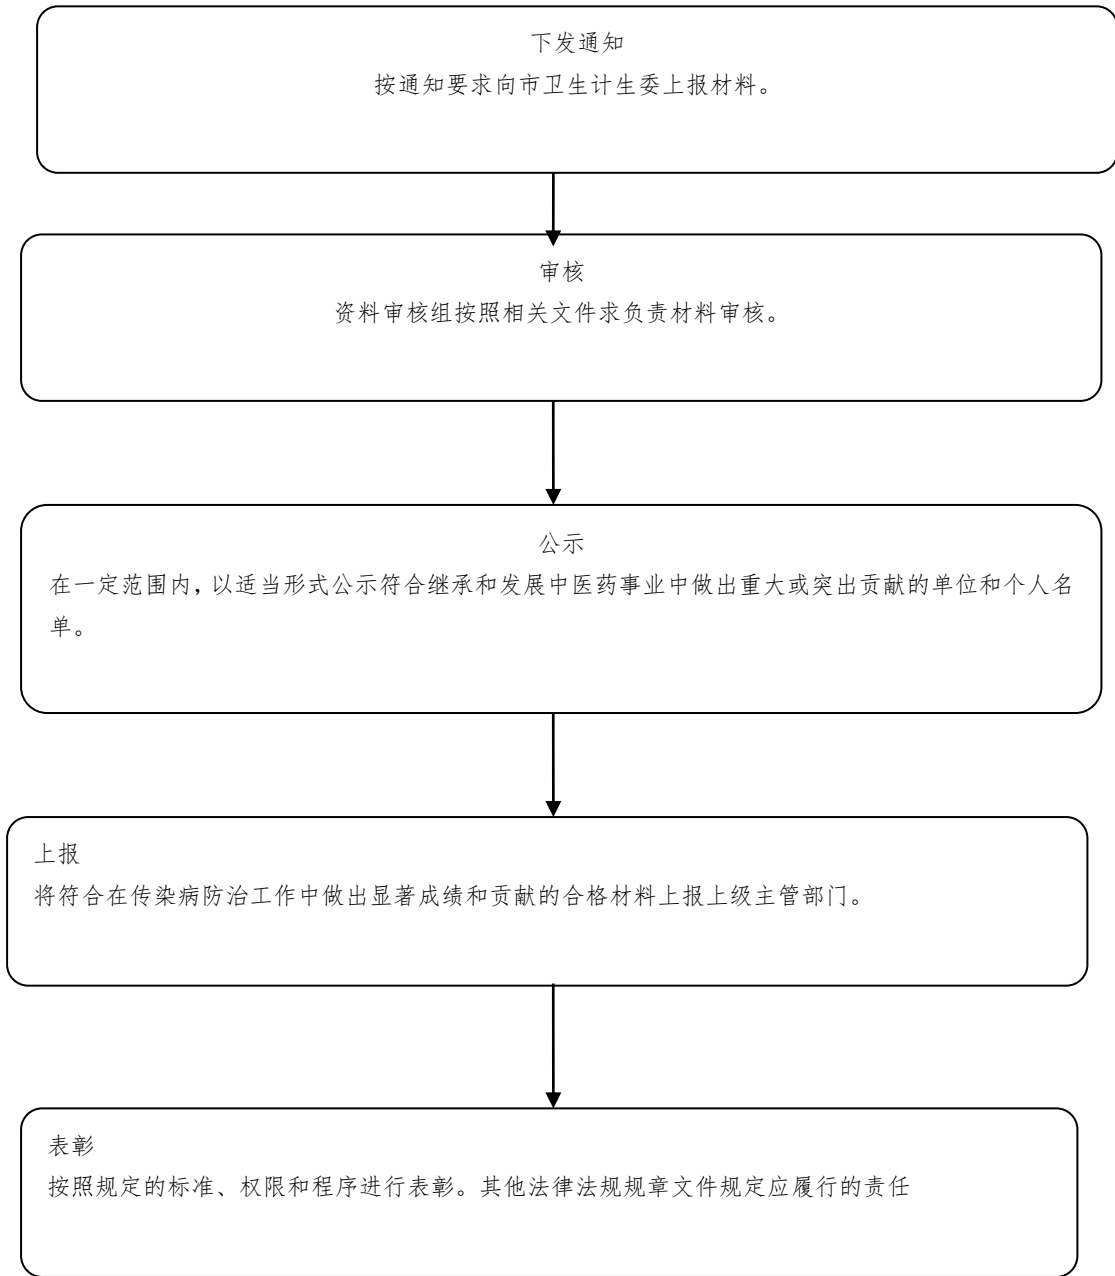 下发通知
按通知要求向市卫生计生委上报材料。
审核
资料审核组按照相关文件求负责材料审核。
公示
在一定范围内，以适当形式公示符合继承和发展中医药事业中做出重大或突出贡献的单位和个人名
单。
上报
将符合在传染病防治工作中做出显著成绩和贡献的合格材料上报上级主管部门。
表彰
按照规定的标准、权限和程序进行表彰。其他法律法规规章文件规定应履行的责任